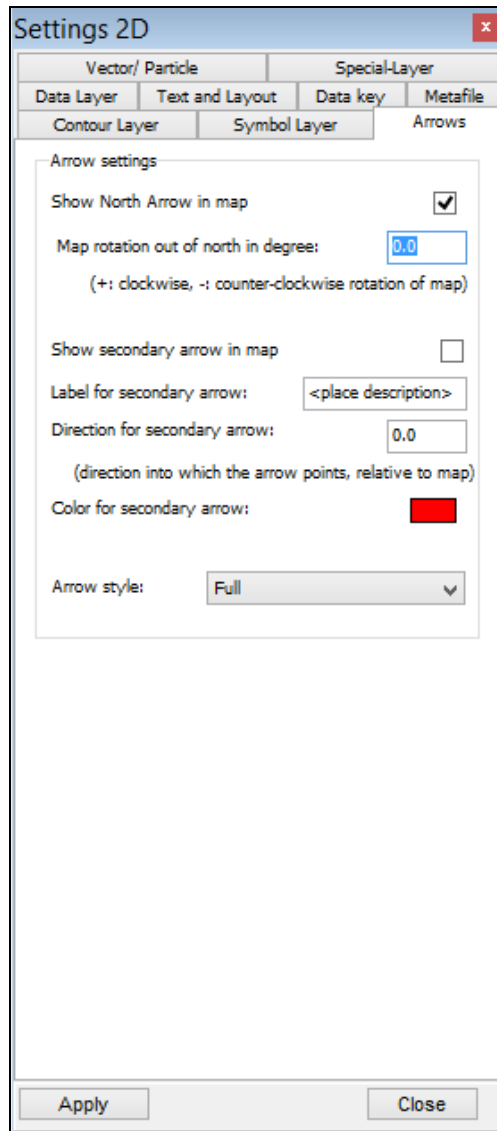 Settings 2D
x
Vector/ Particle Special-Layer
Data Layer Text and Layout Data key Metafile
Contour Layer Symbol Layer Arrows
Arrow settings
Show North Arrow in map
Map rotation out of north in degree: 0.0
(+: clockwise, -: counter-clockwise rotation of map)
Show secondary arrow in map
Label for secondary arrow: <place description>
Direction for secondary arrow: 0.0
(direction into which the arrow points, relative to map)
Color for secondary arrow:
Arrow style: Full
Apply Close